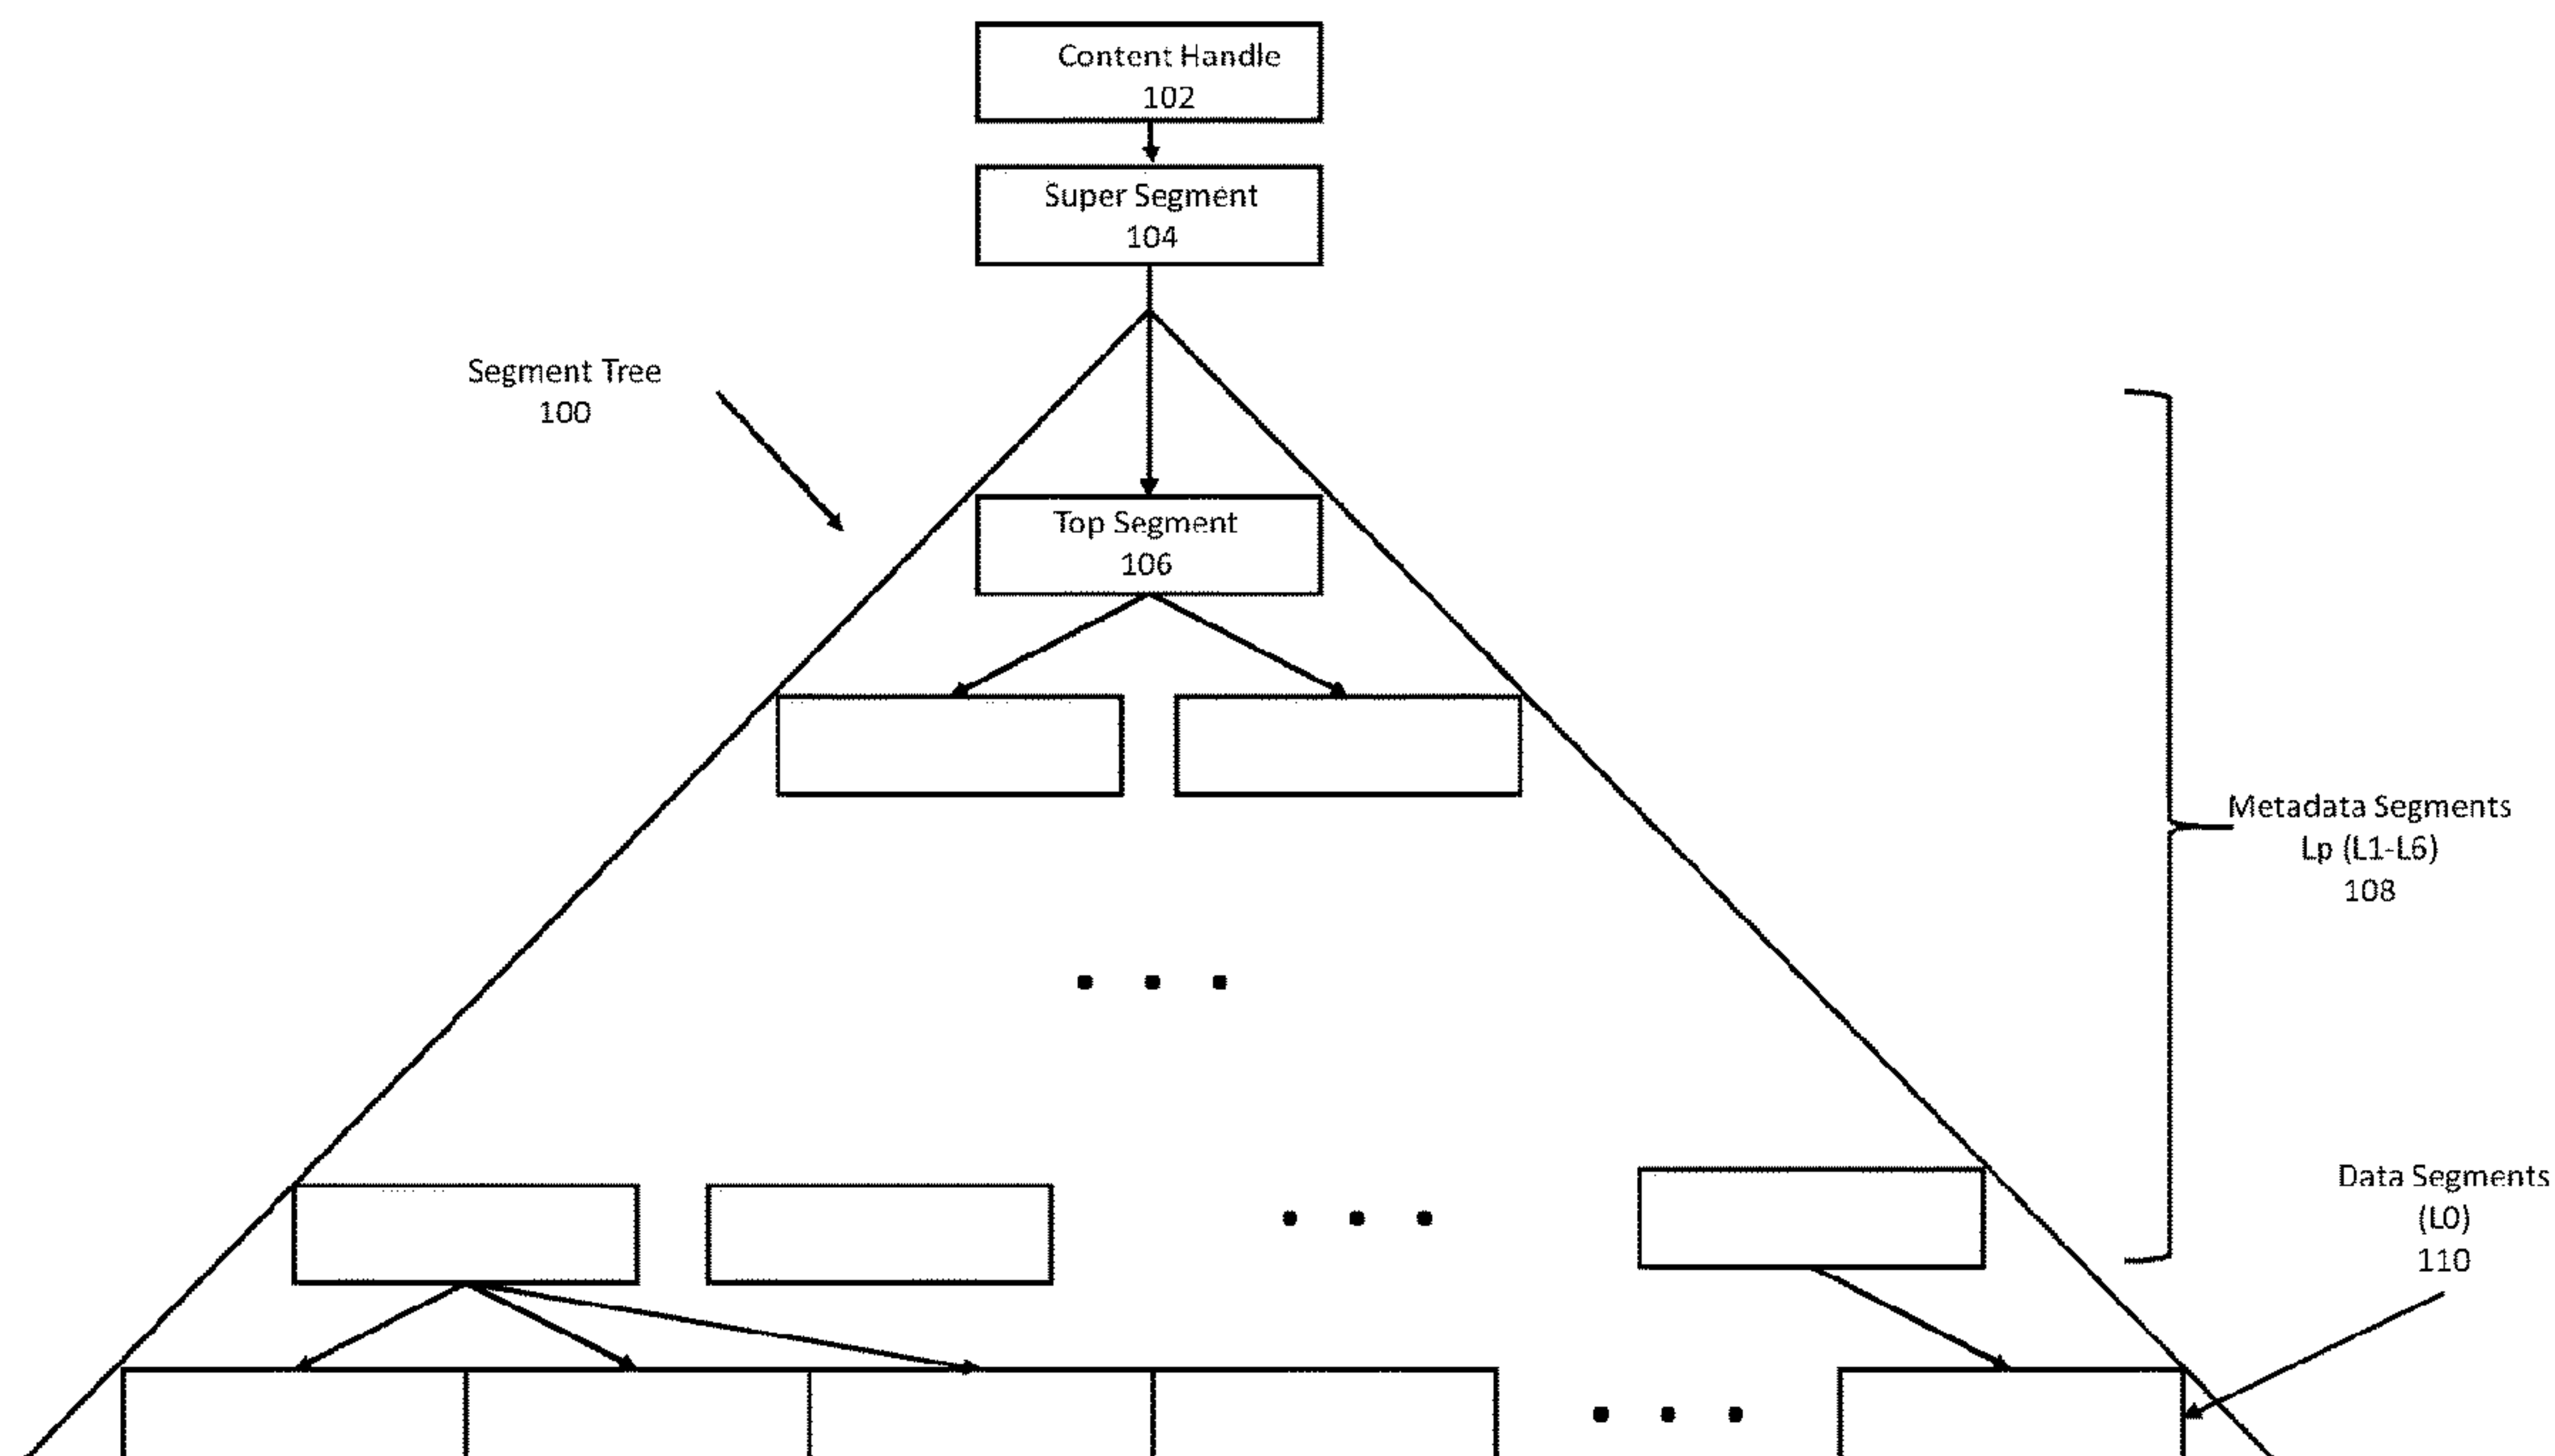 Content Handle
102
Super Segment
104
Segment Tree
100
Top Segment
106
Metadata Segments
Lp (L1-L6)
108
Data Segments
(L0)
110